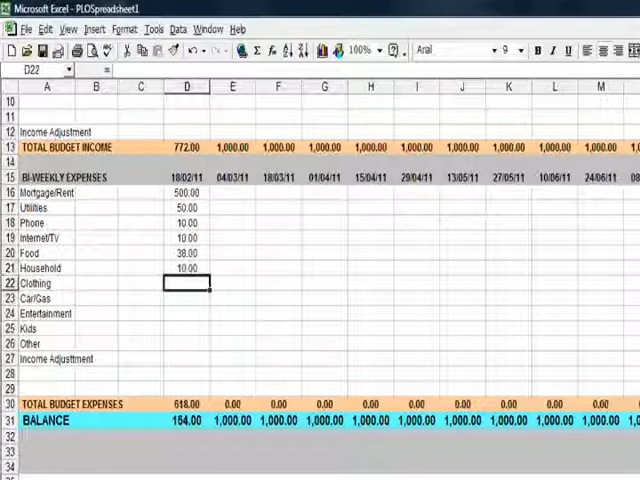 Microsoft Excel - PLOSpreadsheet1
File Edit View Insert Format Tools Data Window Help
100% Arial 9 B I U
D22 =
A B C D E F G H I J K L M
10
11
12 Income Adjustment
13 TOTAL BUDGET INCOME 772.00 1,000.00 1,000.00 1,000.00 1,000.00 1,000.00 1,000.00 1,000.00 1,000.00 1,000.00
14
15 BI-WEEKLY EXPENSES 18/02/11 04/03/11 18/03/11 01/04/11 15/04/11 29/04/11 13/05/11 27/05/11 10/06/11 24/06/11 08
16 Mortgage/Rent 500.00
17 Utilities 50.00
18 Phone 10.00
19 Internet/TV 10.00
20 Food 38.00
21 Household 10.00
22 Clothing
23 Car/Gas
24 Entertainment
25 Kids
26 Other
27 Income Adjusttment
28
29
30 TOTAL BUDGET EXPENSES 618.00 0.00 0.00 0.00 0.00 0.00 0.00 0.00 0.00 0.00
31 BALANCE 154.00 1,000.00 1,000.00 1,000.00 1,000.00 1,000.00 1,000.00 1,000.00 1,000.00 1,000.00
32
33
34